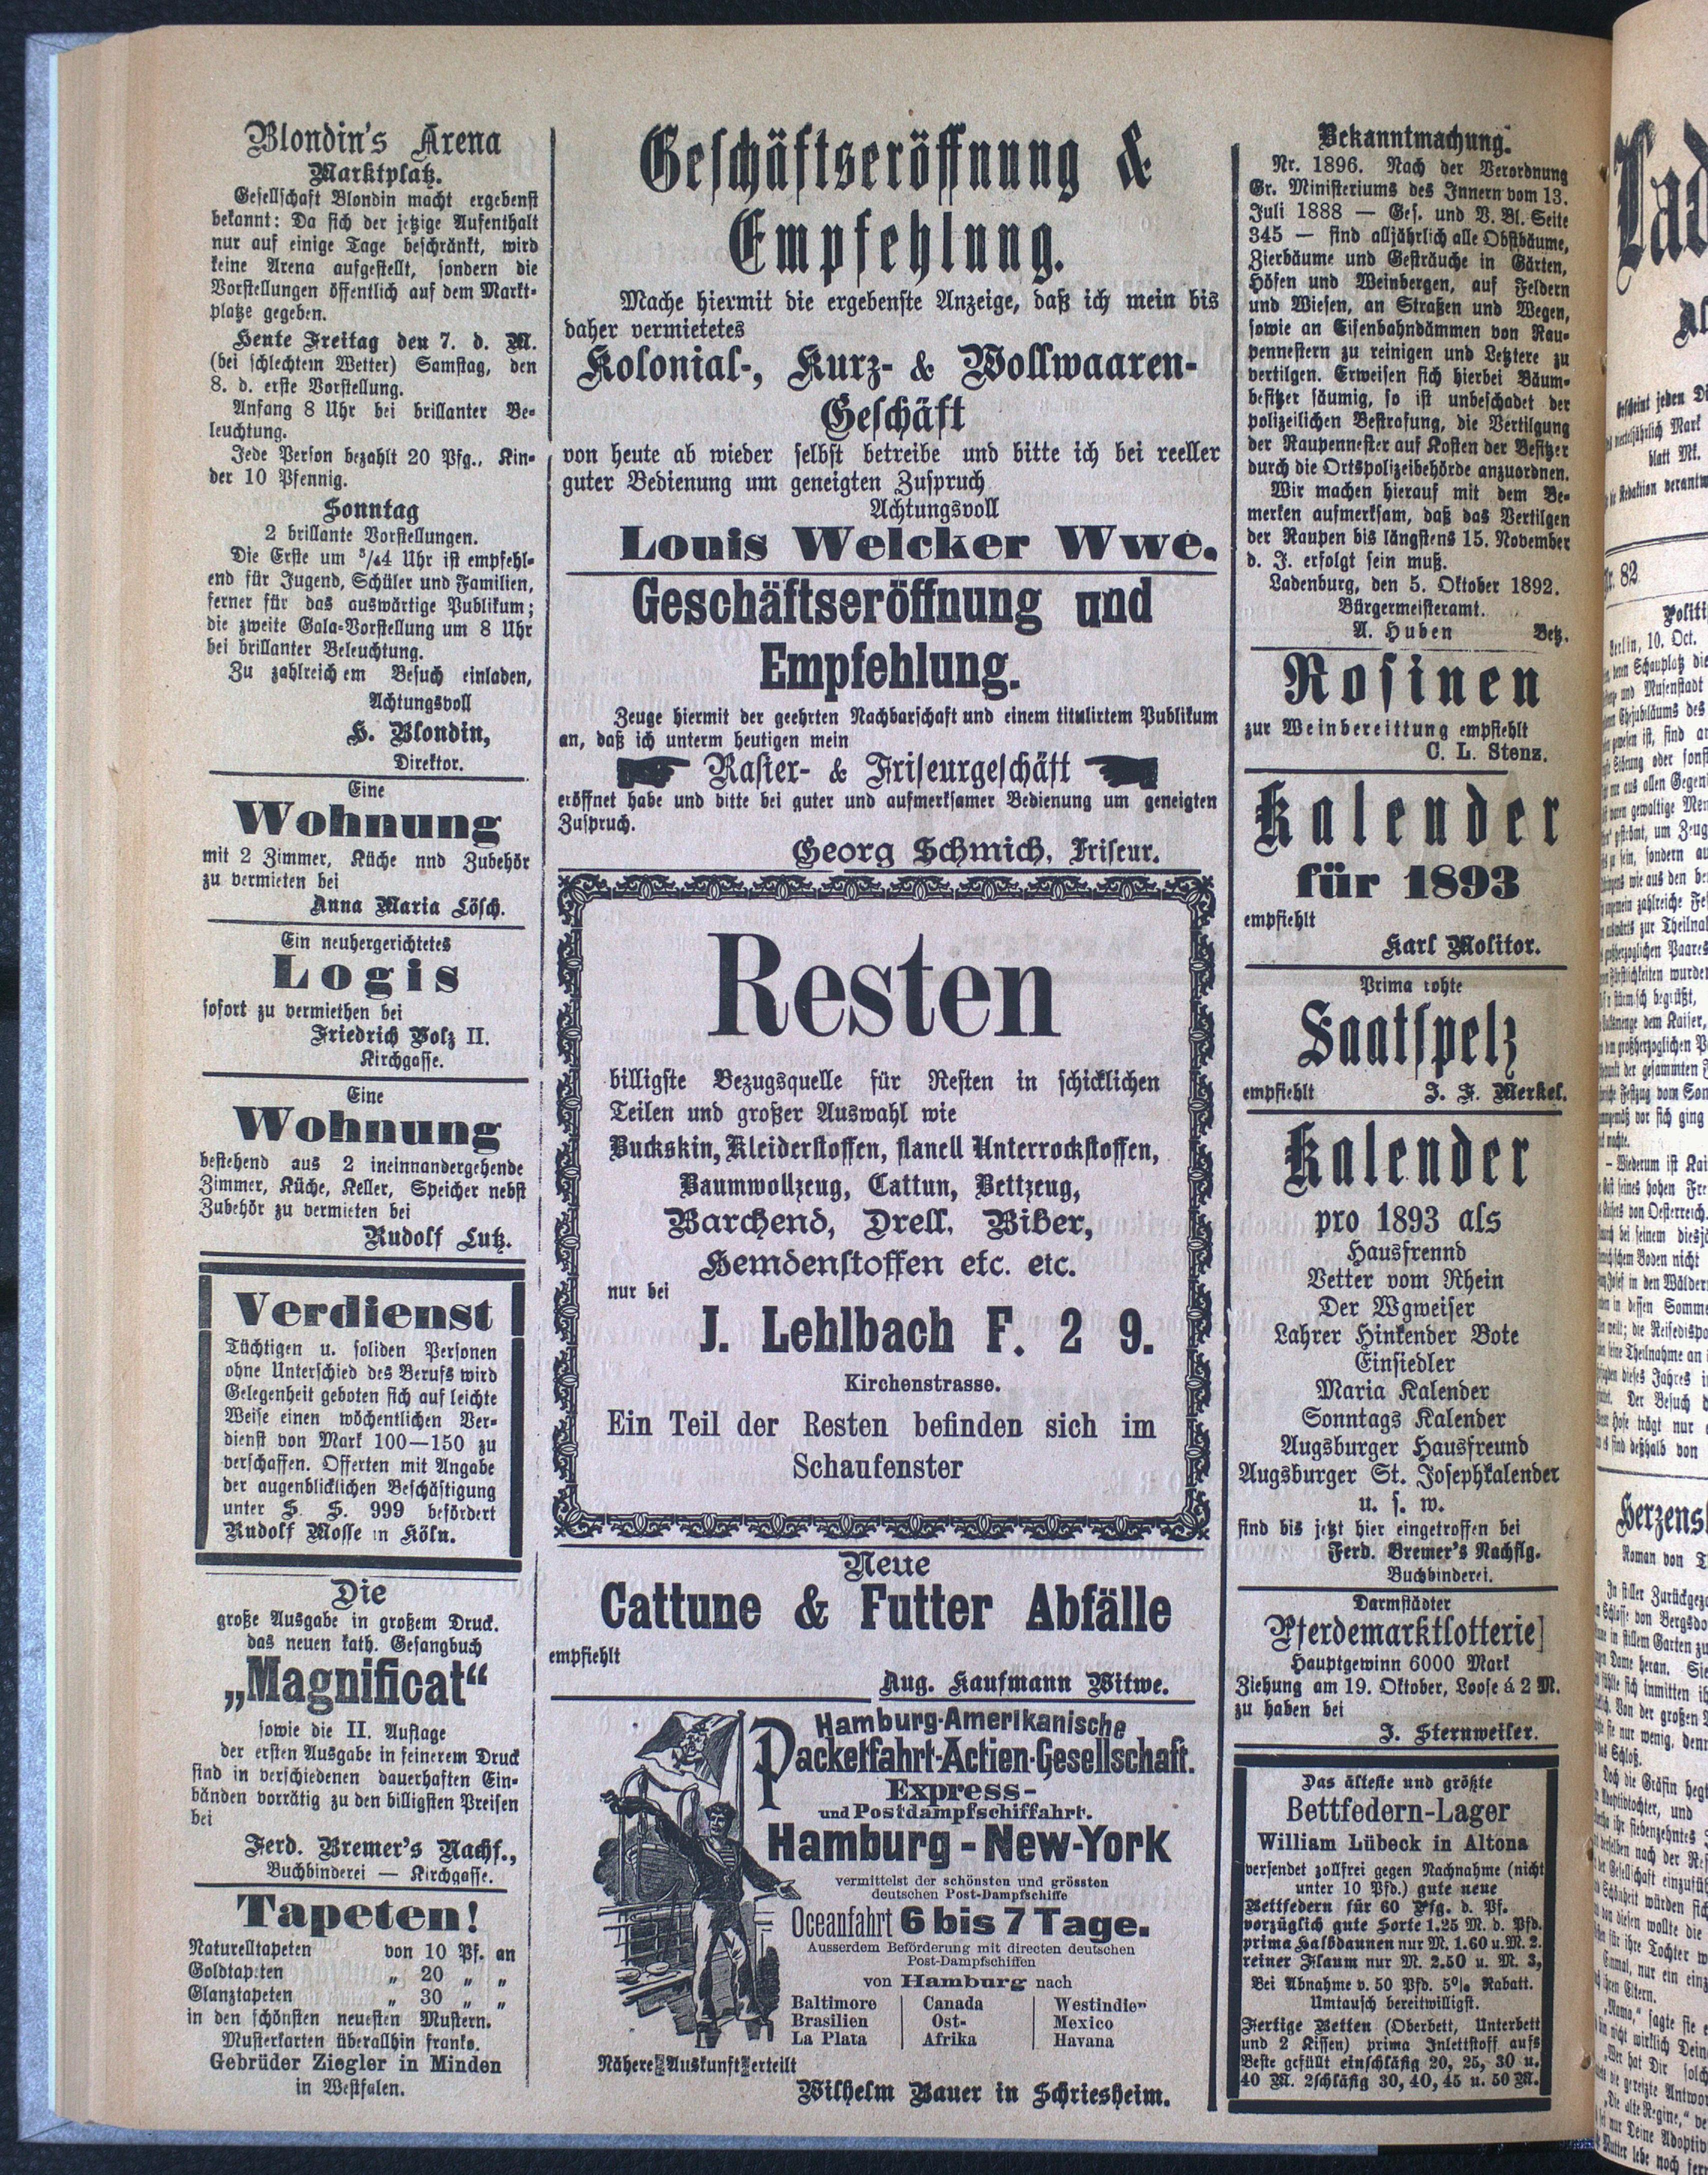 Blondin's Arena
Marktplatz.
Gesellschaft Blondin macht ergebenst
bekannt: Da sich der jetzige Aufenthalt
nur auf einige Tage beschränkt, wird
keine Arena aufgestellt, sondern die
Vorstellungen öffentlich auf dem Markt-
platze gegeben.
Heute Freitag den 7. d. M.
(bei schlechtem Wetter) Samstag, den
8. d. erste Vorstellung.
Anfang 8 Uhr bei brillanter Be-
leuchtung.
Jede Person bezahlt 20 Pfg., Kin-
der 10 Pfennig.
Sonntag
2 brillante Vorstellungen.
Die Erste um ³/₄4 Uhr ist empfehl-
end für Jugend, Schüler und Familien,
ferner für das auswärtige Publikum;
die zweite Gala-Vorstellung um 8 Uhr
bei brillanter Beleuchtung.
Zu zahlreichem Besuch einladen,
Achtungsvoll
H. Blondin,
Direktor.
Eine
Wohnung
mit 2 Zimmer, Küche nnd Zubehör
zu vermieten bei
Anna Maria Lösch.
Ein neuhergerichtetes
Logis
sofort zu vermiethen bei
Friedrich Volz II.
Kirchgasse.
Eine
Wohnung
bestehend aus 2 ineinnandergehende
Zimmer, Küche, Keller, Speicher nebst
Zubehör zu vermieten bei
Rudolf Lutz.
Verdienst
Tüchtigen u. soliden Personen
ohne Unterschied des Berufs wird
Gelegenheit geboten sich auf leichte
Weise einen wöchentlichen Ver-
dienst von Mark 100—150 zu
verschaffen. Offerten mit Angabe
der augenblicklichen Beschäftigung
unter S. S. 999 befördert
Rudolf Mosse in Köln.
Die
große Ausgabe in großem Druck.
das neuen kath. Gesangbuch
„Magnificat“
sowie die II. Auflage
der ersten Ausgabe in feinerem Druck
sind in verschiedenen dauerhaften Ein-
bänden vorrätig zu den billigsten Preisen
bei
Ferd. Bremer's Nachf.,
Buchbinderei — Kirchgasse.
Tapeten!
Naturelltapeten von 10 Pf. an
Goldtapeten „ 20 „ „
Glanztapeten „ 30 „ „
in den schönsten neuesten Mustern.
Musterkarten überallhin franko.
Gebrüder Ziegler in Minden
in Westfalen.
Geschäftseröffnung &
Empfehlung.
Mache hiermit die ergebenste Anzeige, daß ich mein bis
daher vermietetes
Kolonial-, Kurz- & Wollwaaren-
Geschäft
von heute ab wieder selbst betreibe und bitte ich bei reeller
guter Bedienung um geneigten Zuspruch
Achtungsvoll
Louis Welcker Wwe.
Geschäftseröffnung und
Empfehlung.
Zeuge hiermit der geehrten Nachbarschaft und einem titulirtem Publikum
an, daß ich unterm heutigen mein
Rasier- & Friseurgeschäft
eröffnet habe und bitte bei guter und aufmerksamer Bedienung um geneigten
Zuspruch.
Georg Schmich, Friseur.
Resten
billigste Bezugsquelle für Resten in schicklichen
Teilen und großer Auswahl wie
Buckskin, Kleiderstoffen, flanell Unterrockstoffen,
Baumwollzeug, Cattun, Bettzeug,
Barchend, Drell, Biber,
Hemdenstoffen etc. etc.
nur bei
J. Lehlbach F. 2 9.
Kirchenstrasse.
Ein Teil der Resten befinden sich im
Schaufenster
Neue
Cattune & Futter Abfälle
empfiehlt
Aug. Kaufmann Witwe.
Hamburg-Amerikanische
Packetfahrt-Actien-Gesellschaft.
Express-
und Postdampfschiffahrt.
Hamburg - New-York
vermittelst der schönsten und grössten
deutschen Post-Dampfschiffe
Oceanfahrt 6 bis 7 Tage.
Ausserdem Beförderung mit directen deutschen
Post-Dampfschiffen
von Hamburg nach
Baltimore Canada Westindien
Brasilien Ost- Mexico
La Plata Afrika Havana
Nähere Auskunft erteilt
Wilhelm Bauer in Schriesheim.
Bekanntmachung.
Nr. 1896. Nach der Verordnung
Gr. Ministeriums des Innern vom 13.
Juli 1888 — Ges. und V. Bl. Seite
345 — sind alljährlich alle Obstbäume,
Zierbäume und Gesträuche in Gärten,
Höfen und Weinbergen, auf Feldern
und Wiesen, an Straßen und Wegen,
sowie an Eisenbahndämmen von Rau-
pennestern zu reinigen und Letztere zu
vertilgen. Erweisen sich hierbei Bäum-
besitzer säumig, so ist unbeschadet der
polizeilichen Bestrafung, die Vertilgung
der Raupennester auf Kosten der Besitzer
durch die Ortspolizeibehörde anzuordnen.
Wir machen hierauf mit dem Be-
merken aufmerksam, daß das Vertilgen
der Raupen bis längstens 15. November
d. J. erfolgt sein muß.
Ladenburg, den 5. Oktober 1892.
Bürgermeisteramt.
A. Huben Betz.
Rosinen
zur Weinbereittung empfiehlt
C. L. Stenz.
Kalender
für 1893
empfiehlt
Karl Molitor.
Prima rohte
Saatspelz
empfiehlt J. F. Merkel.
Kalender
pro 1893 als
Hausfrennd
Vetter vom Rhein
Der Wgweiser
Lahrer Hinkender Bote
Einsiedler
Maria Kalender
Sonntags Kalender
Augsburger Hausfreund
Augsburger St. Josephkalender
u. s. w.
sind bis jetzt hier eingetroffen bei
Ferd. Bremer's Nachflg.
Buchbinderei.
Darmstädter
Pferdemarktlotterie]
Hauptgewinn 6000 Mark
Ziehung am 19. Oktober, Loose á 2 M.
zu haben bei
J. Sternweiler.
Das älteste und größte
Bettfedern-Lager
William Lübeck in Altona
versendet zollfrei gegen Nachnahme (nicht
unter 10 Pfd.) gute neue
Bettfedern für 60 Pfg. d. Pf.
vorzüglich gute Sorte 1.25 M. d. Pfd.
prima Halbdaunen nur M. 1.60 u. M. 2.
reiner Flaum nur M. 2.50 u. M. 3,
Bei Abnahme v. 50 Pfd. 5% Rabatt.
Umtausch bereitwilligst.
Fertige Betten (Oberbett, Unterbett
und 2 Kissen) prima Inlettstoff aufs
Beste gefüllt einschläfig 20, 25, 30 u.
40 M. 2schläfig 30, 40, 45 u. 50 M.